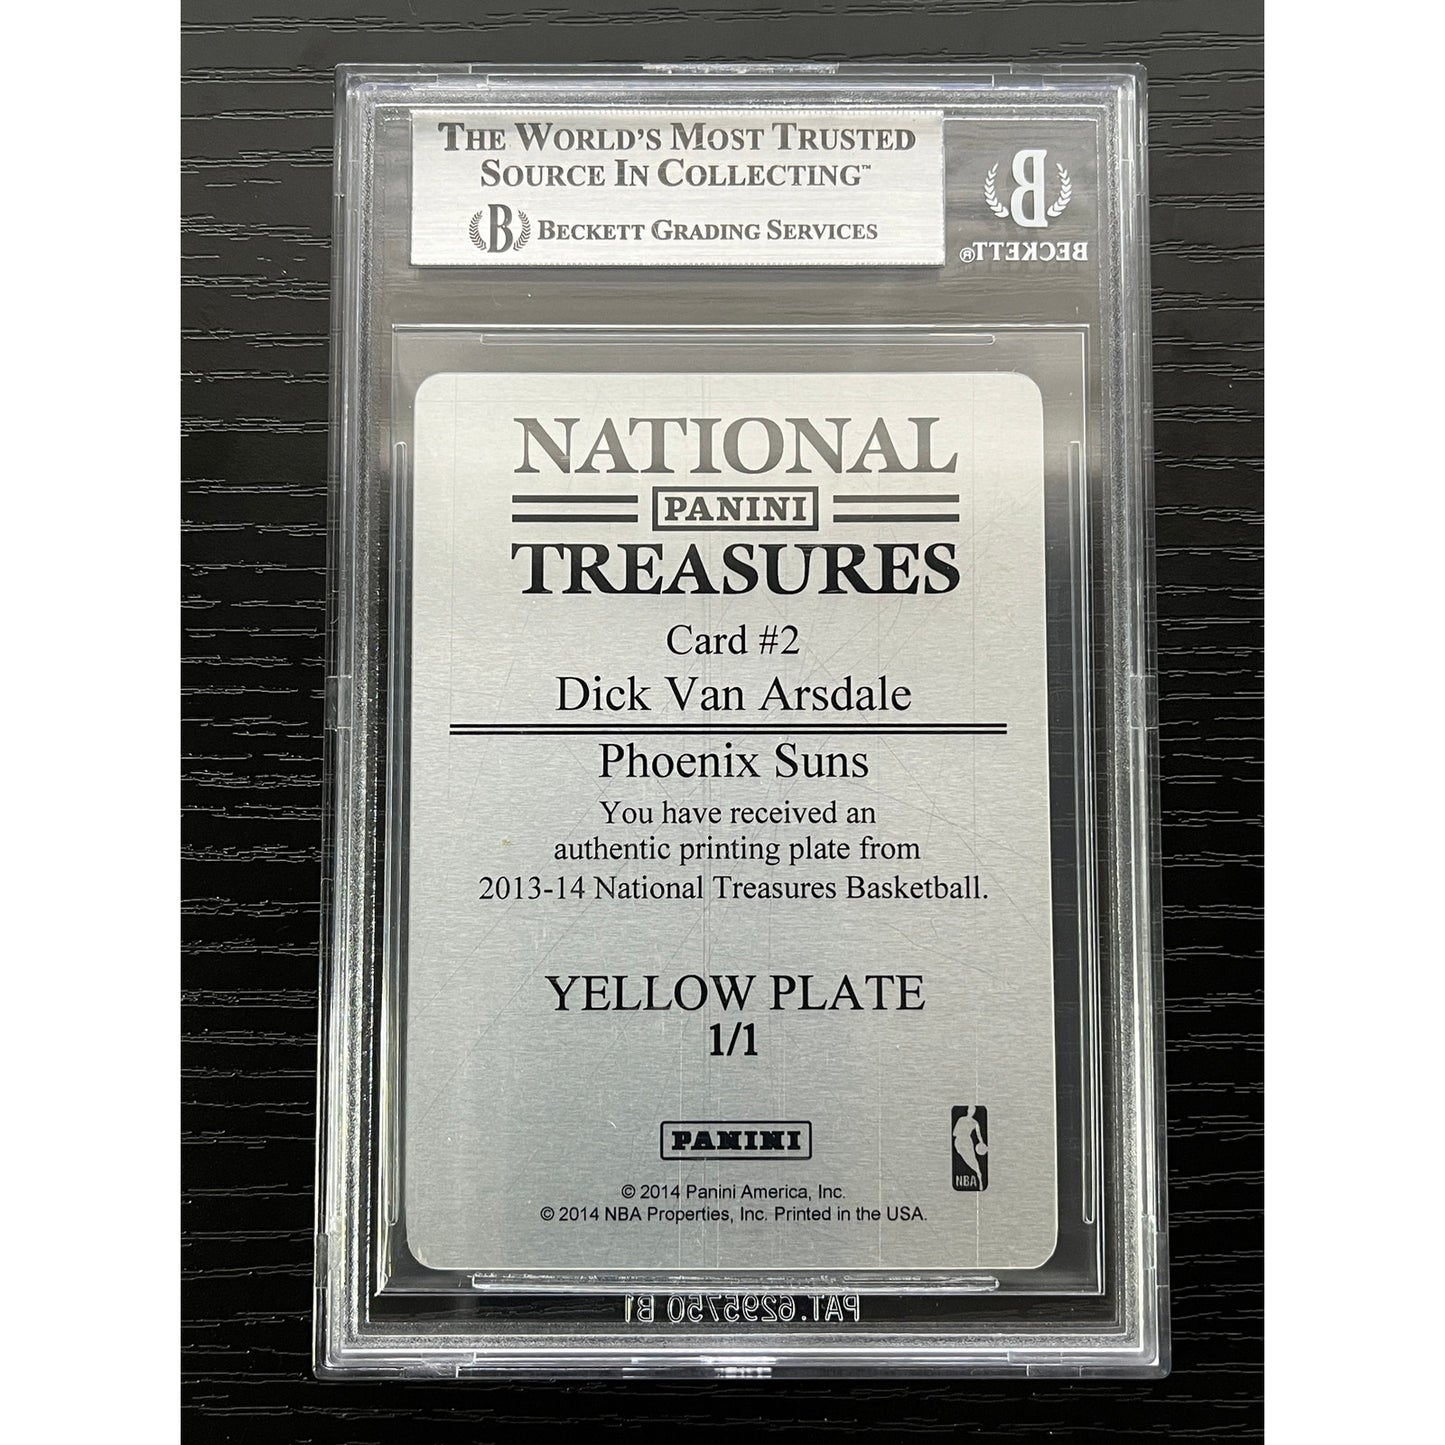 THE WORLD'S MOST TRUSTED
SOURCE IN COLLECTING™
B BECKETT GRADING SERVICES
B
BECKETT®
NATIONAL
PANINI
TREASURES
Card #2
Dick Van Arsdale
Phoenix Suns
You have received an
authentic printing plate from
2013-14 National Treasures Basketball.
YELLOW PLATE
1/1
PANINI
NBA
© 2014 Panini America, Inc.
© 2014 NBA Properties, Inc. Printed in the USA.
PAT.6295750 B1